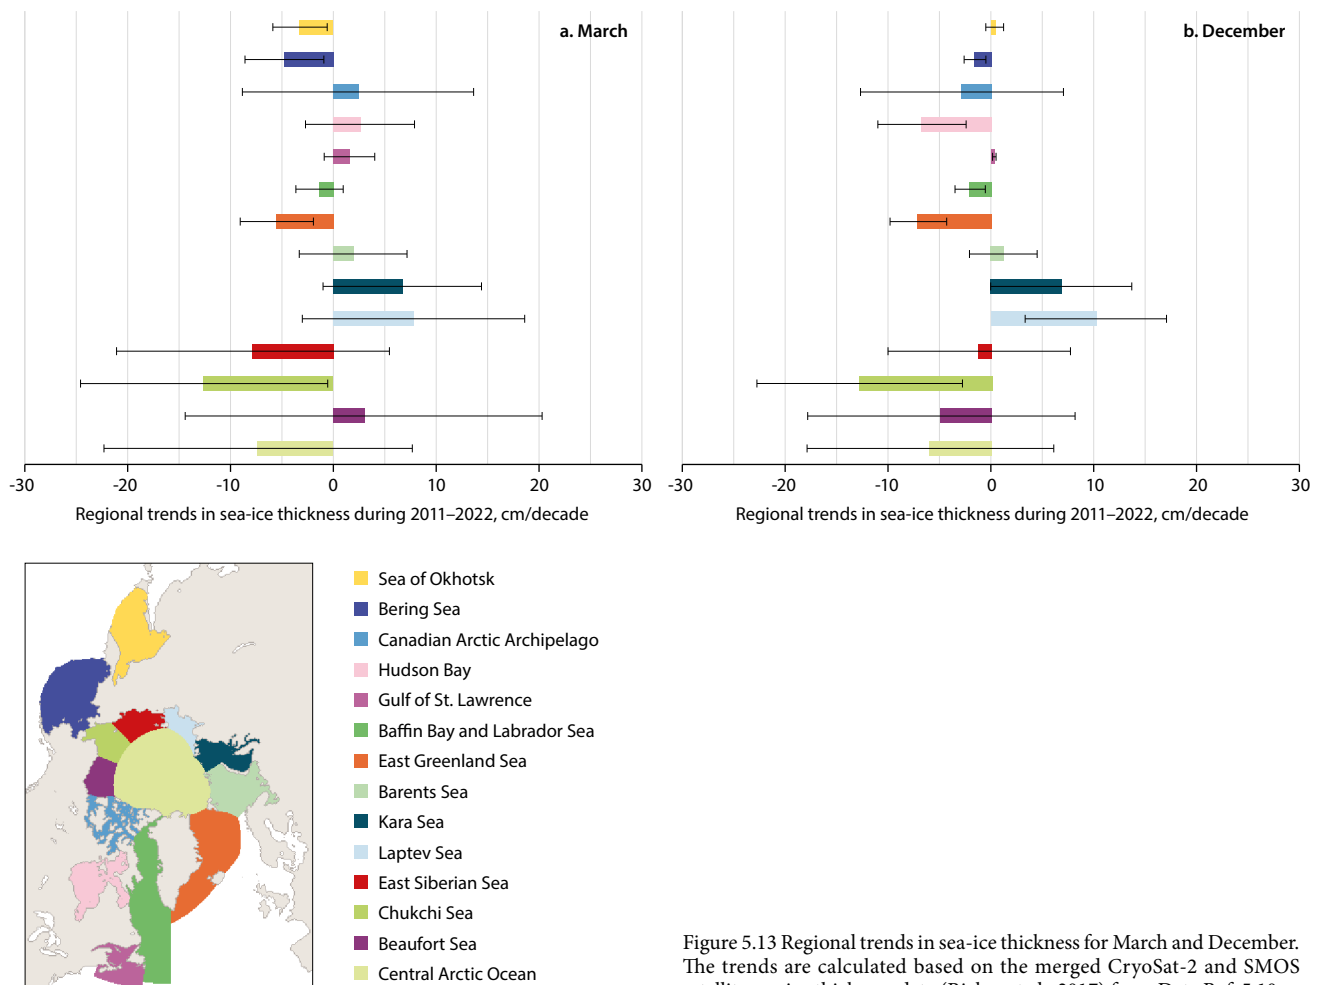 a. March
b. December
-30 -20 -10 0 10 20 30
-30 -20 -10 0 10 20 30
Regional trends in sea-ice thickness during 2011–2022, cm/decade
Regional trends in sea-ice thickness during 2011–2022, cm/decade
Sea of Okhotsk
Bering Sea
Canadian Arctic Archipelago
Hudson Bay
Gulf of St. Lawrence
Baffin Bay and Labrador Sea
East Greenland Sea
Barents Sea
Kara Sea
Laptev Sea
East Siberian Sea
Chukchi Sea
Beaufort Sea
Central Arctic Ocean
Figure 5.13 Regional trends in sea-ice thickness for March and December.
The trends are calculated based on the merged CryoSat-2 and SMOS